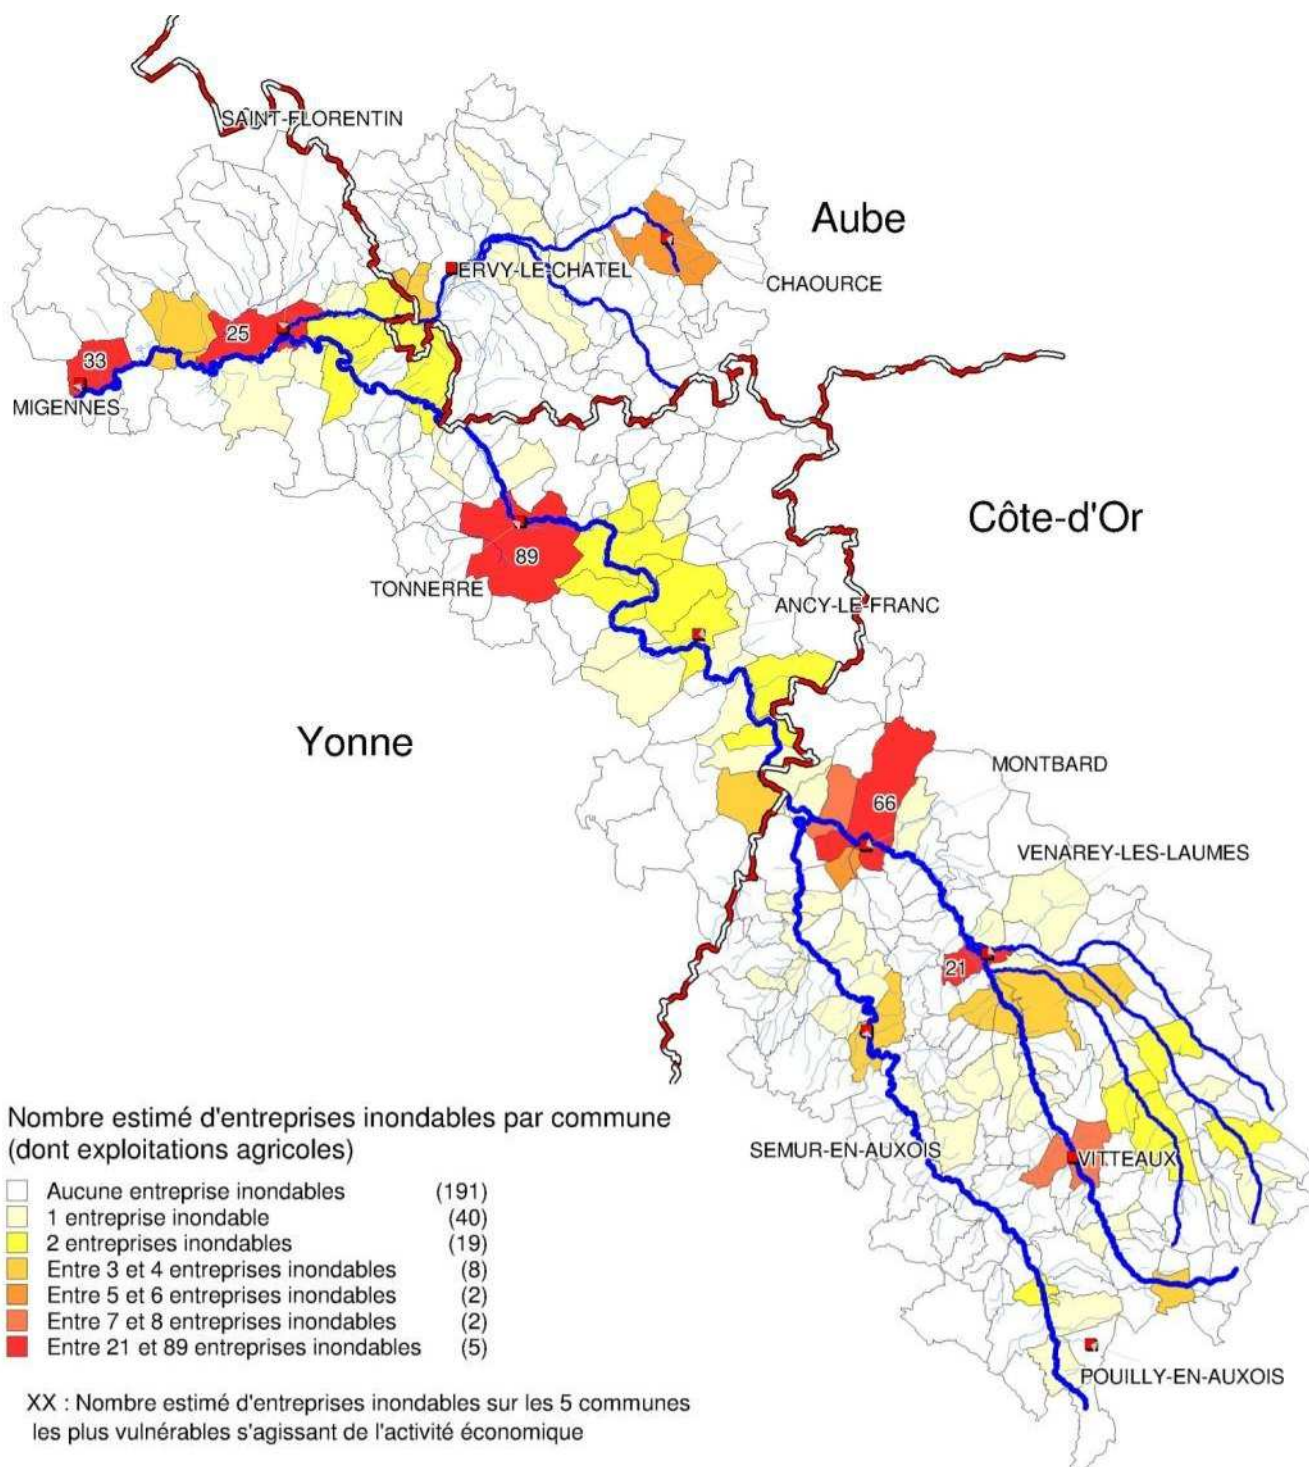 SAINT-FLORENTIN
Aube
ERVY-LE-CHATEL
CHAOURCE
25
33
MIGENNES
Côte-d'Or
89
TONNERRE
ANCY-LE-FRANC
Yonne
MONTBARD
66
VENAREY-LES-LAUMES
21
SEMUR-EN-AUXOIS
VITTEAUX
POUILLY-EN-AUXOIS
Nombre estimé d'entreprises inondables par commune
(dont exploitations agricoles)
Aucune entreprise inondables (191)
1 entreprise inondable (40)
2 entreprises inondables (19)
Entre 3 et 4 entreprises inondables (8)
Entre 5 et 6 entreprises inondables (2)
Entre 7 et 8 entreprises inondables (2)
Entre 21 et 89 entreprises inondables (5)
XX : Nombre estimé d'entreprises inondables sur les 5 communes
les plus vulnérables s'agissant de l'activité économique